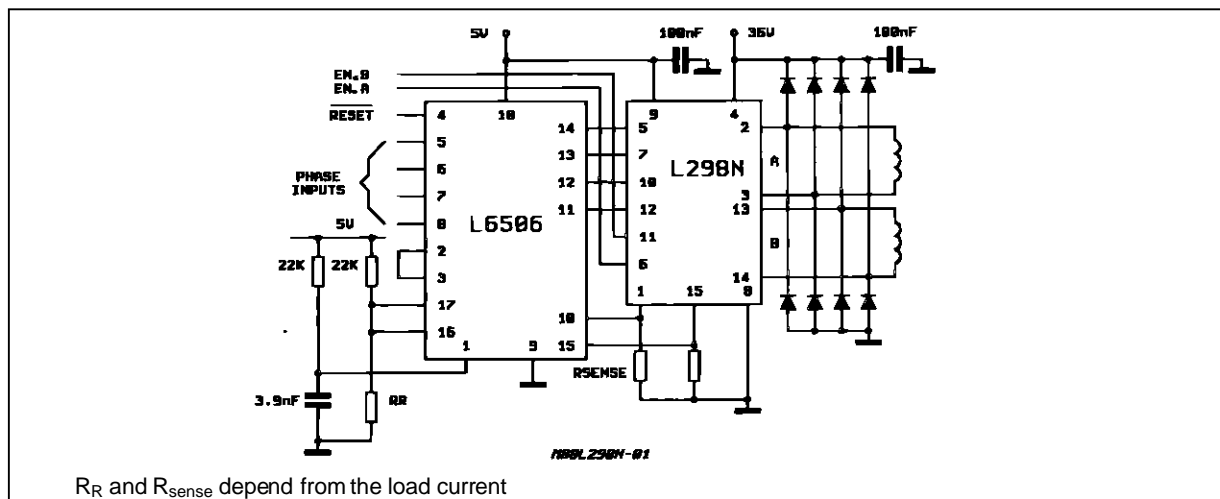 5V
100nF
36V
100nF
EN.B
EN.A
RESET
4
18
5
6
7
8
PHASE
INPUTS
5V
22K
22K
2
3
17
16
1
9
14
13
12
11
10
15
L6506
3.9nF
RR
RSENSE
9
4
5
7
10
12
11
6
1
15
8
2
3
13
14
L298N
A
B
M88L298N-01
RR and Rsense depend from the load current